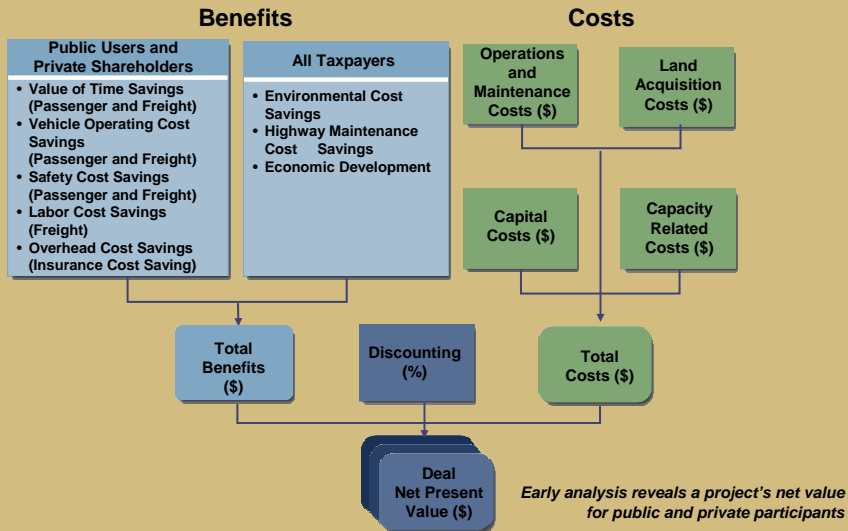 Benefits
Costs
Public Users and
Private Shareholders
• Value of Time Savings
(Passenger and Freight)
• Vehicle Operating Cost
Savings
(Passenger and Freight)
• Safety Cost Savings
(Passenger and Freight)
• Labor Cost Savings
(Freight)
• Overhead Cost Savings
(Insurance Cost Saving)
All Taxpayers
• Environmental Cost
Savings
• Highway Maintenance
Cost Savings
• Economic Development
Operations
and
Maintenance
Costs ($)
Land
Acquisition
Costs ($)
Capital
Costs ($)
Capacity
Related
Costs ($)
Total
Benefits
($)
Discounting
(%)
Total
Costs ($)
Deal
Net Present
Value ($)
Early analysis reveals a project's net value
for public and private participants